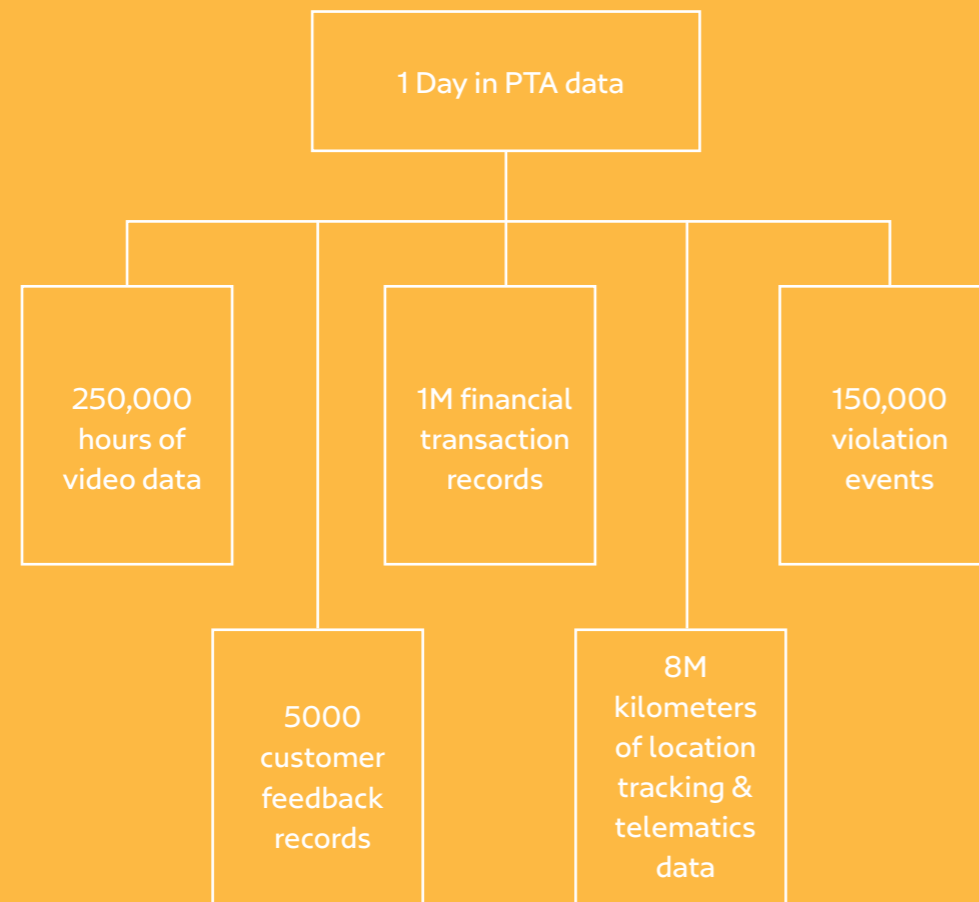 1 Day in PTA data
250,000
hours of
video data
1M financial
transaction
records
150,000
violation
events
5000
customer
feedback
records
8M
kilometers
of location
tracking &
telematics
data